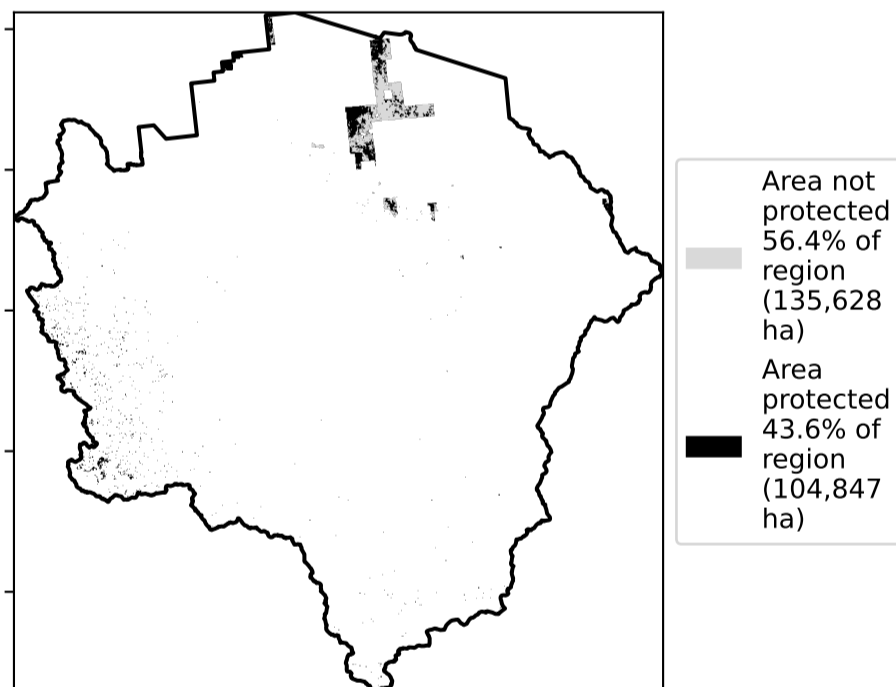 Area not
protected
56.4% of
region
(135,628
ha)
Area
protected
43.6% of
region
(104,847
ha)